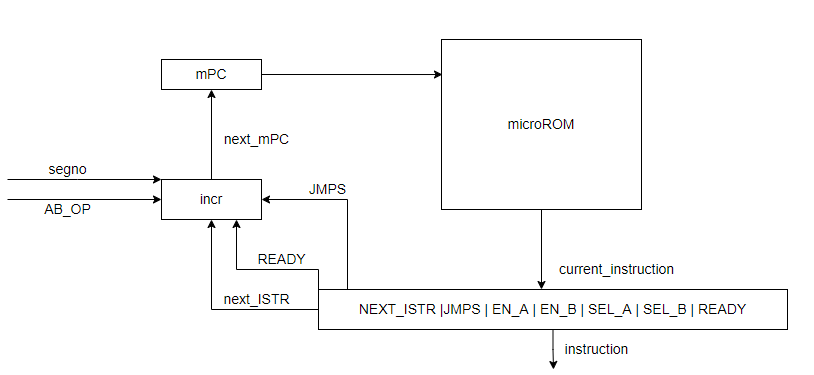 mPC
microROM
next_mPC
segno
incr
JMPS
AB_OP
READY
current_instruction
next_ISTR
NEXT_ISTR |JMPS | EN_A | EN_B | SEL_A | SEL_B | READY
instruction